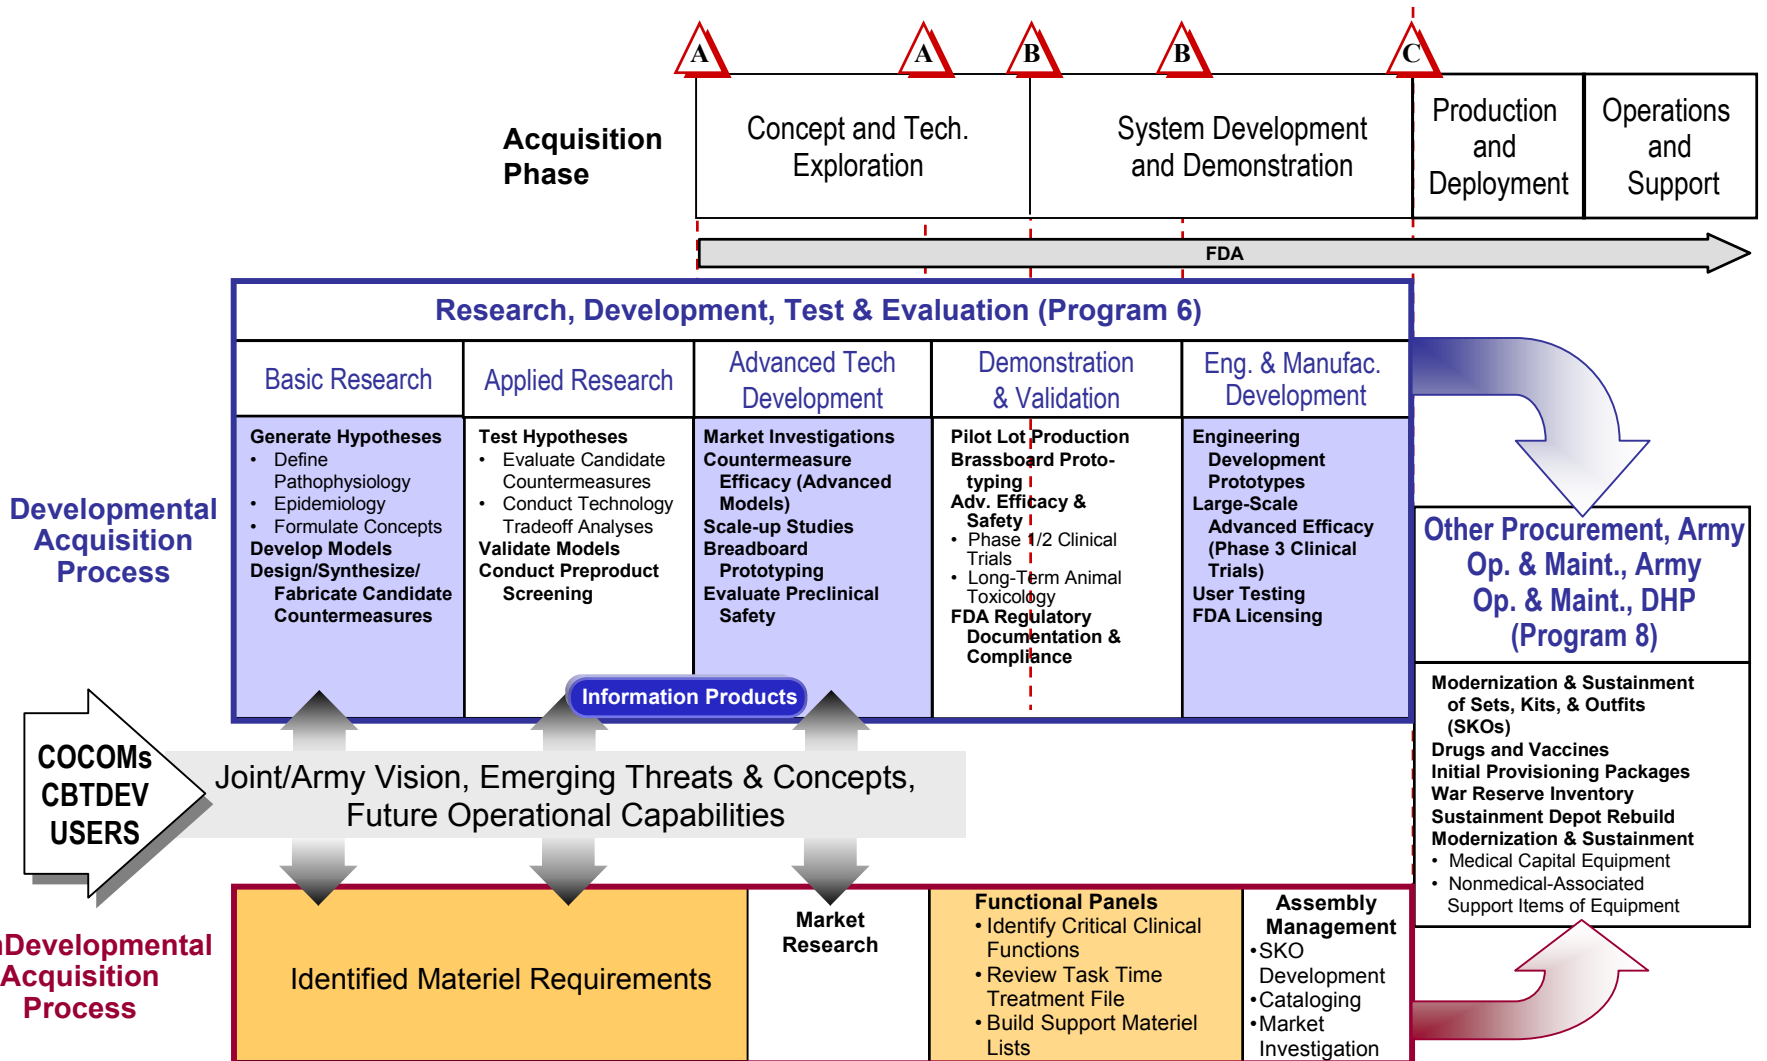 A
A
B
B
C
Acquisition
Phase
Concept and Tech.
Exploration
System Development
and Demonstration
Production
and
Deployment
Operations
and
Support
FDA
Research, Development, Test & Evaluation (Program 6)
Basic Research
Applied Research
Advanced Tech
Development
Demonstration
& Validation
Eng. & Manufac.
Development
Developmental
Acquisition
Process
Generate Hypotheses
• Define
Pathophysiology
• Epidemiology
• Formulate Concepts
Develop Models
Design/Synthesize/
Fabricate Candidate
Countermeasures
Test Hypotheses
• Evaluate Candidate
Countermeasures
• Conduct Technology
Tradeoff Analyses
Validate Models
Conduct Preproduct
Screening
Market Investigations
Countermeasure
Efficacy (Advanced
Models)
Scale-up Studies
Breadboard
Prototyping
Evaluate Preclinical
Safety
Pilot Lot Production
Brassboard Proto-
typing
Adv. Efficacy &
Safety
• Phase 1/2 Clinical
Trials
• Long-Term Animal
Toxicology
FDA Regulatory
Documentation &
Compliance
Engineering
Development
Prototypes
Large-Scale
Advanced Efficacy
(Phase 3 Clinical
Trials)
User Testing
FDA Licensing
Information Products
Other Procurement, Army
Op. & Maint., Army
Op. & Maint., DHP
(Program 8)
Modernization & Sustainment
of Sets, Kits, & Outfits
(SKOs)
Drugs and Vaccines
Initial Provisioning Packages
War Reserve Inventory
Sustainment Depot Rebuild
Modernization & Sustainment
• Medical Capital Equipment
• Nonmedical-Associated
Support Items of Equipment
COCOMs
CBTDEV
USERS
Joint/Army Vision, Emerging Threats & Concepts,
Future Operational Capabilities
nDevelopmental
Acquisition
Process
Identified Materiel Requirements
Market
Research
Functional Panels
• Identify Critical Clinical
Functions
• Review Task Time
Treatment File
• Build Support Materiel
Lists
Assembly
Management
•SKO
Development
•Cataloging
•Market
Investigation